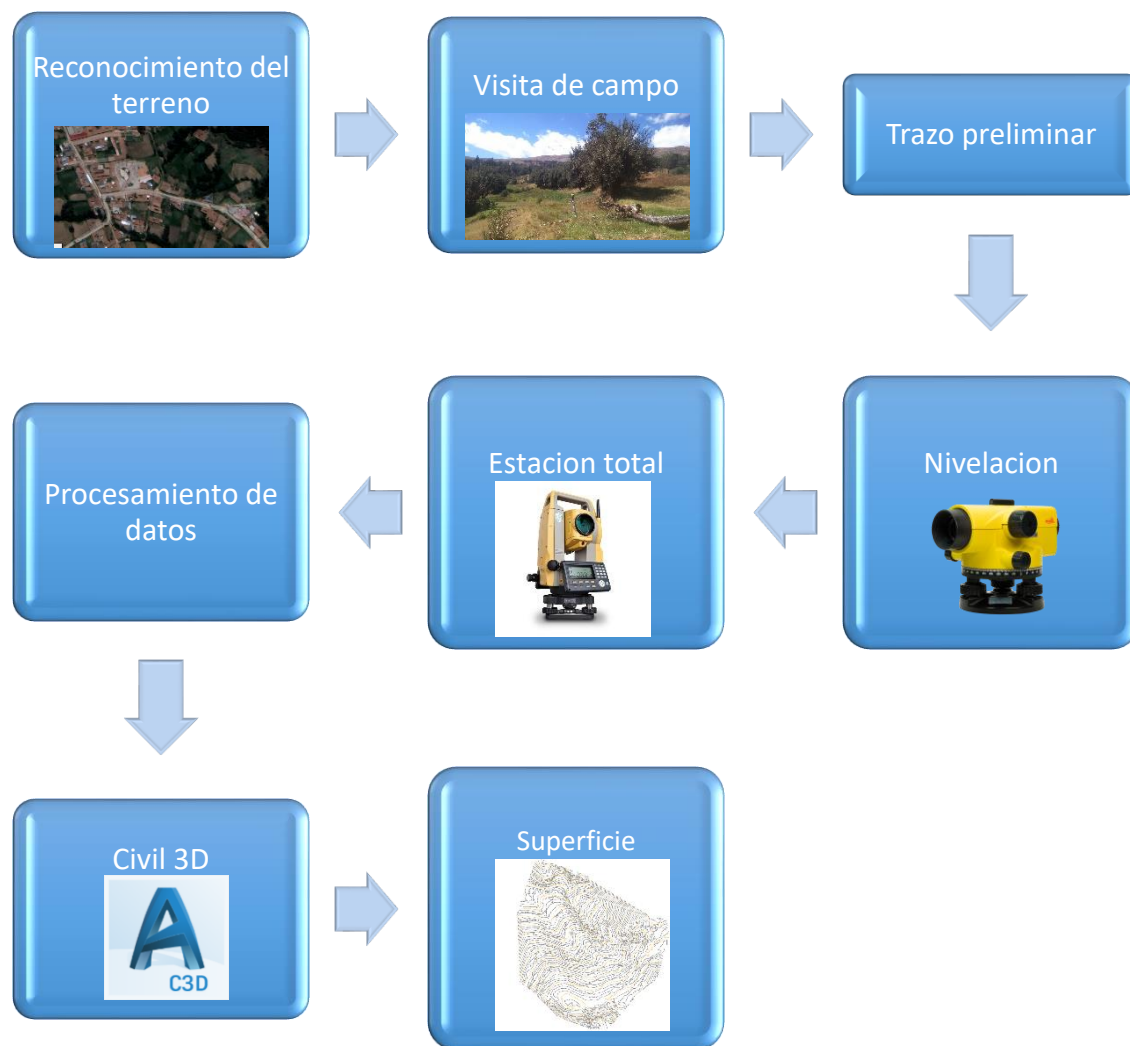 Reconocimiento del
terreno
Visita de campo
Trazo preliminar
Nivelacion
Estacion total
Procesamiento de
datos
Civil 3D
C3D
Superficie